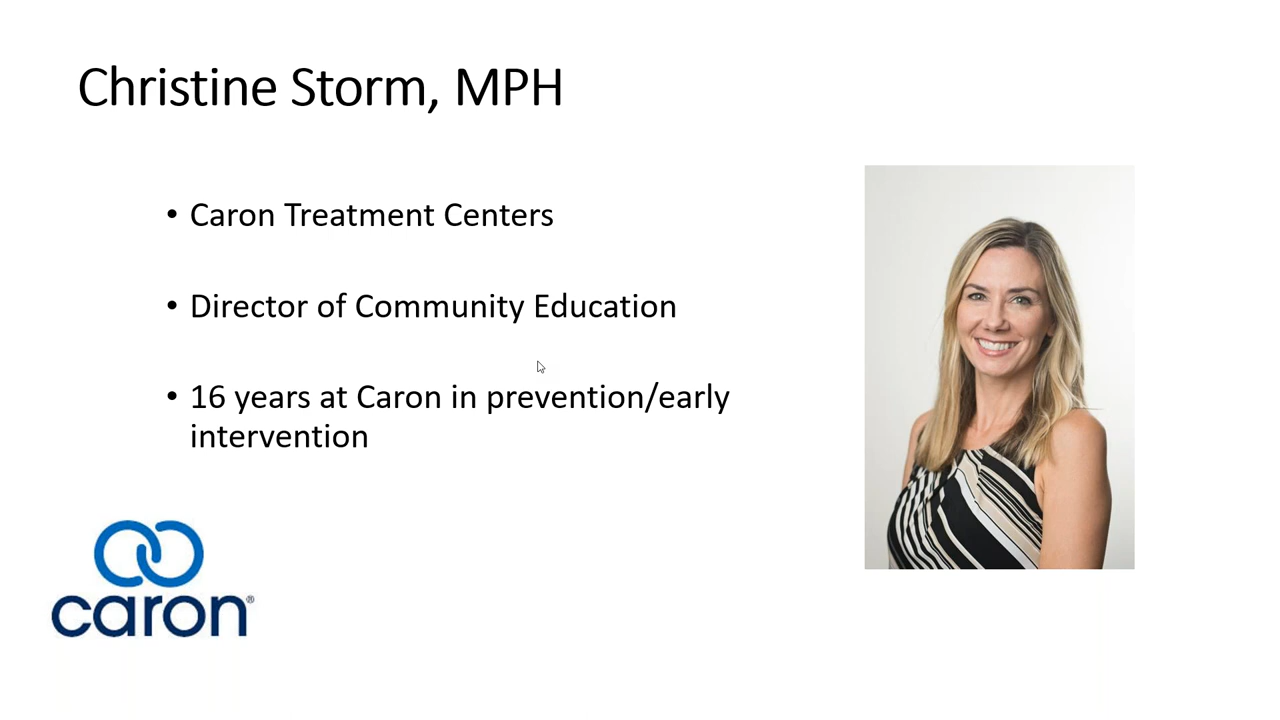 Christine Storm, MPH
• Caron Treatment Centers
• Director of Community Education
• 16 years at Caron in prevention/early
intervention
caron®